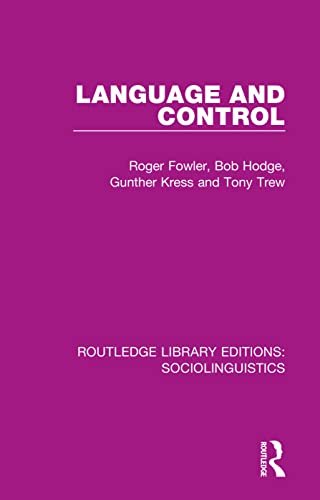 LANGUAGE AND
CONTROL
Roger Fowler, Bob Hodge,
Gunther Kress and Tony Trew
ROUTLEDGE LIBRARY EDITIONS:
SOCIOLINGUISTICS
ROUTLEDGE